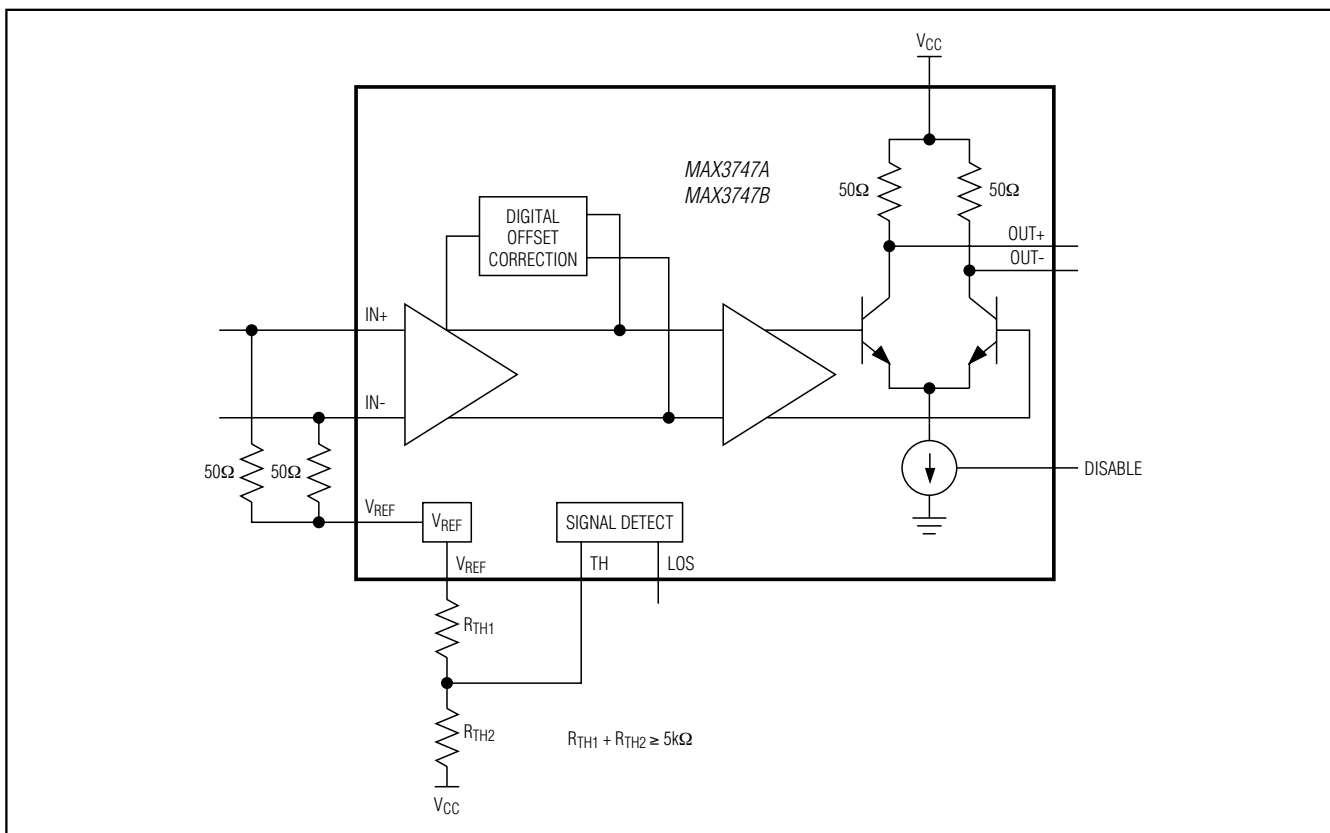 VCC
MAX3747A
MAX3747B
50Ω
50Ω
DIGITAL
OFFSET
CORRECTION
OUT+
OUT-
IN+
IN-
50Ω
50Ω
DISABLE
VREF
VREF
SIGNAL DETECT
VREF
TH
LOS
RTH1
RTH2
RTH1 + RTH2 ≥ 5kΩ
VCC